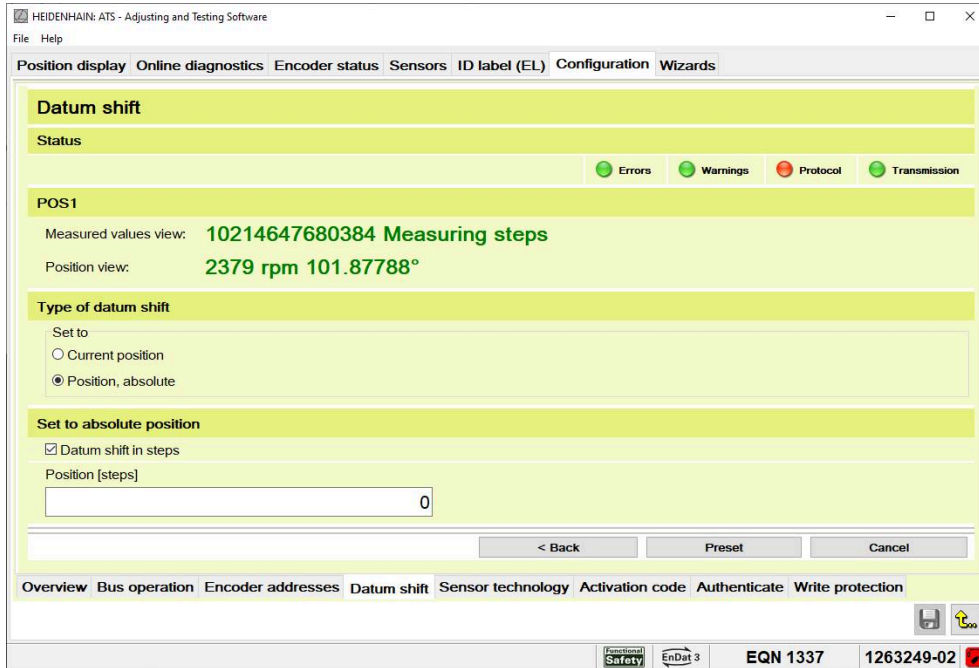 HEIDENHAIN: ATS - Adjusting and Testing Software
File Help
Position display Online diagnostics Encoder status Sensors ID label (EL) Configuration Wizards
Datum shift
Status
Errors Warnings Protocol Transmission
POS1
Measured values view: 10214647680384 Measuring steps
Position view: 2379 rpm 101.87788°
Type of datum shift
Set to
Current position
Position, absolute
Set to absolute position
Datum shift in steps
Position [steps]
0
< Back Preset Cancel
Overview Bus operation Encoder addresses Datum shift Sensor technology Activation code Authenticate Write protection
Functional Safety EnDat 3 EQN 1337 1263249-02